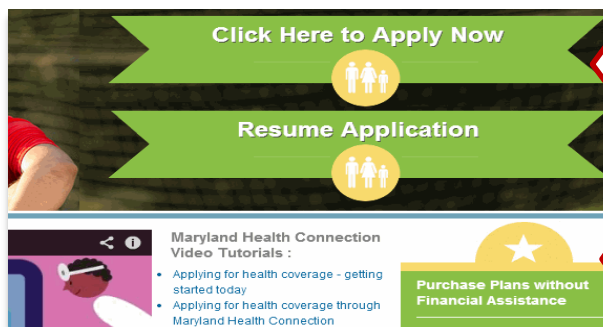 Click Here to Apply Now
Resume Application
Maryland Health Connection
Video Tutorials :
Applying for health coverage - getting
started today
Applying for health coverage through
Maryland Health Connection
Purchase Plans without
Financial Assistance